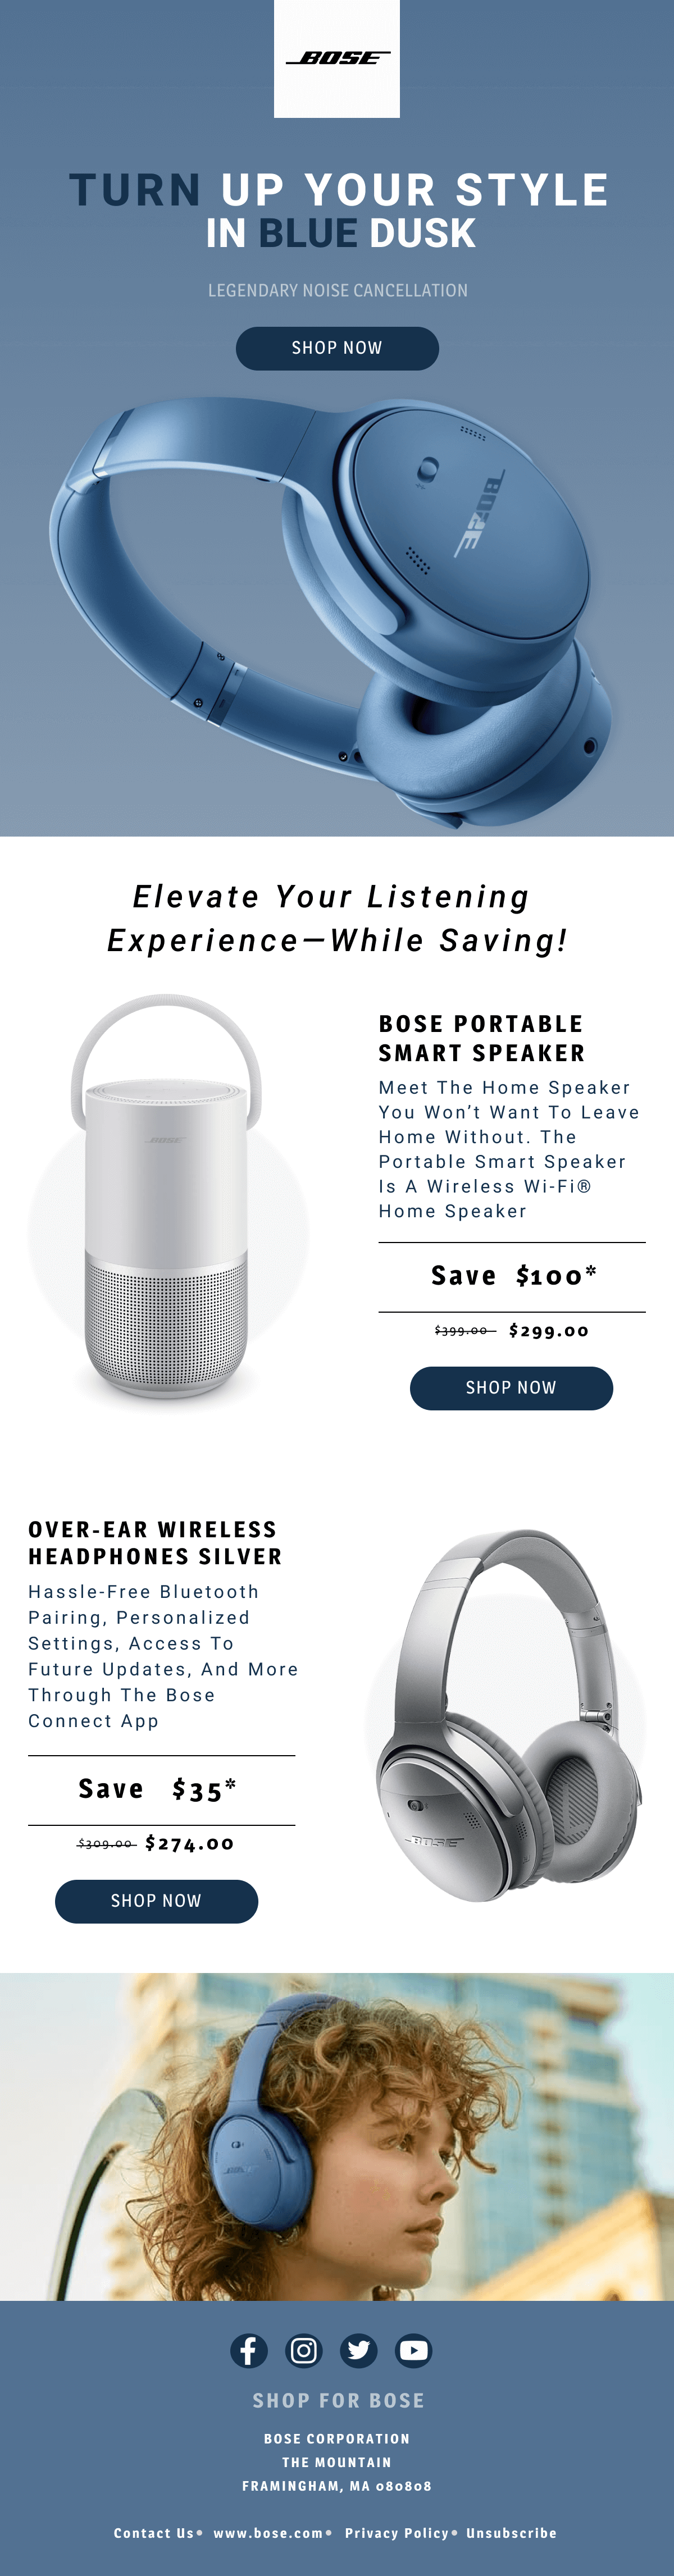 BOSE
TURN UP YOUR STYLE
IN BLUE DUSK
LEGENDARY NOISE CANCELLATION
SHOP NOW
BOSE
Elevate Your Listening
Experience—While Saving!
BOSE
BOSE PORTABLE
SMART SPEAKER
Meet The Home Speaker
You Won’t Want To Leave
Home Without. The
Portable Smart Speaker
Is A Wireless Wi-Fi®
Home Speaker
Save $100*
$399.00 $299.00
SHOP NOW
OVER-EAR WIRELESS
HEADPHONES SILVER
Hassle-Free Bluetooth
Pairing, Personalized
Settings, Access To
Future Updates, And More
Through The Bose
Connect App
Save $35*
$309.00 $274.00
SHOP NOW
BOSE
BOSE
SHOP FOR BOSE
BOSE CORPORATION
THE MOUNTAIN
FRAMINGHAM, MA 080808
Contact Us• www.bose.com• Privacy Policy• Unsubscribe